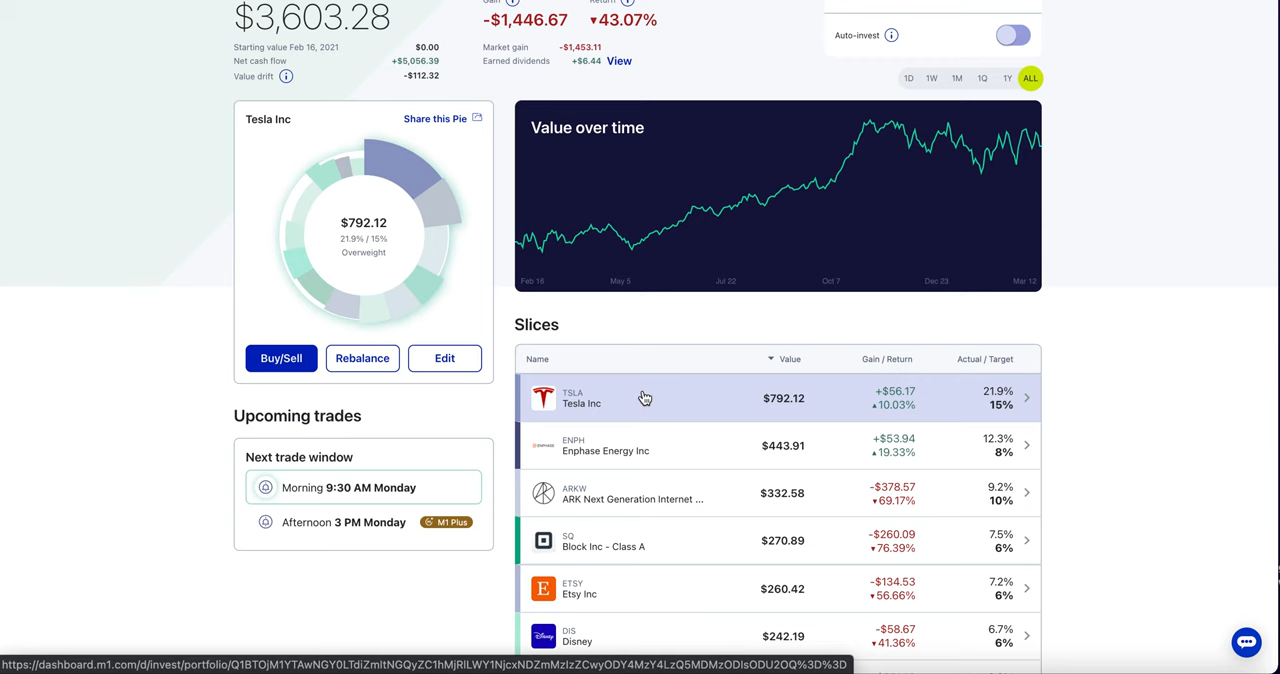 $3,603.28
Gain
Return
-$1,446.67
▼43.07%
Starting value Feb 16, 2021
$0.00
Net cash flow
+$5,056.39
Value drift
-$112.32
Market gain
-$1,453.11
Earned dividends
+$6.44 View
Auto-invest
1D 1W 1M 1Q 1Y ALL
Tesla Inc
Share this Pie
$792.12
21.9% / 15%
Overweight
Buy/Sell
Rebalance
Edit
Value over time
Feb 16 May 5 Jul 22 Oct 7 Dec 23 Mar 12
Upcoming trades
Next trade window
Morning 9:30 AM Monday
Afternoon 3 PM Monday
M1 Plus
Slices
Name ▼ Value Gain / Return Actual / Target
TSLA
Tesla Inc
$792.12
+$56.17
▲10.03%
21.9%
15%
ENPHASE
ENPH
Enphase Energy Inc
$443.91
+$53.94
▲19.33%
12.3%
8%
ARKW
ARK Next Generation Internet ...
$332.58
-$378.57
▼69.17%
9.2%
10%
SQ
Block Inc - Class A
$270.89
-$260.09
▼76.39%
7.5%
6%
E
ETSY
Etsy Inc
$260.42
-$134.53
▼56.66%
7.2%
6%
Disney
DIS
Disney
$242.19
-$58.67
▼41.36%
6.7%
6%